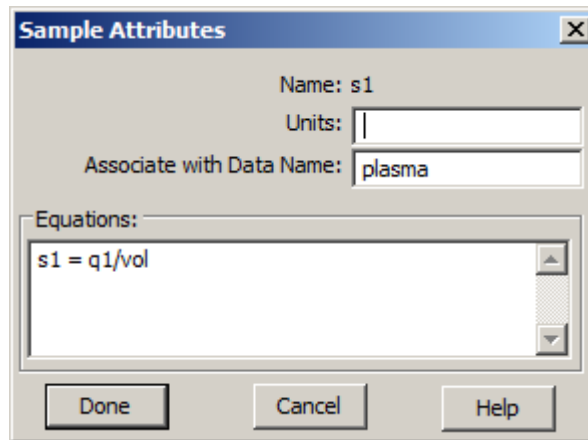 Sample Attributes
Name: s1
Units:
Associate with Data Name: plasma
Equations:
s1 = q1/vol
Done Cancel Help